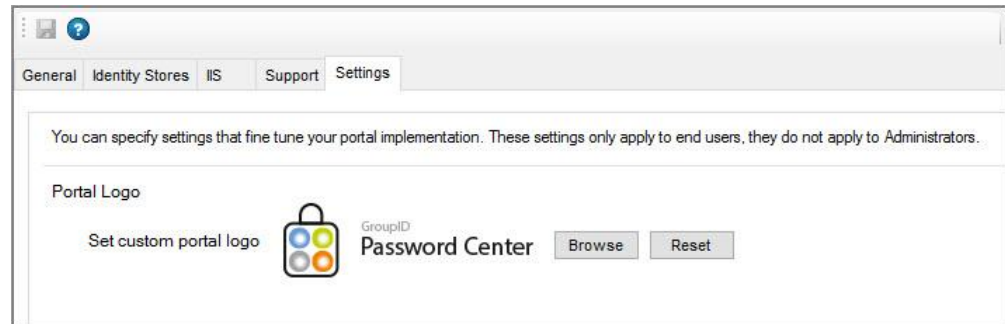 General Identity Stores IIS Support Settings
You can specify settings that fine tune your portal implementation. These settings only apply to end users, they do not apply to Administrators.
Portal Logo
Set custom portal logo
GroupID
Password Center
Browse Reset